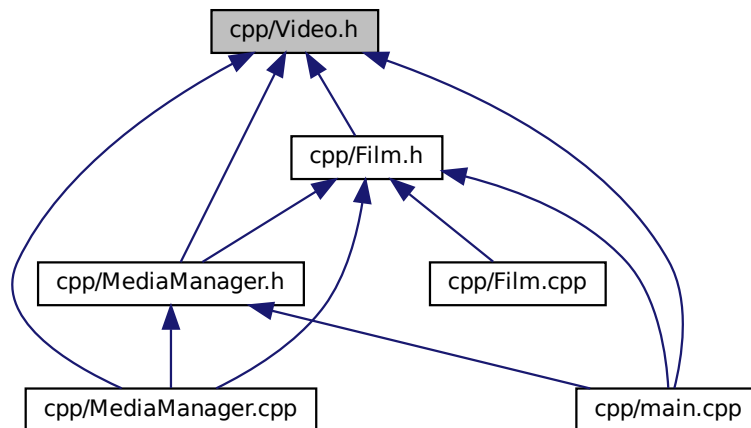 cpp/Video.h
cpp/Film.h
cpp/MediaManager.h
cpp/Film.cpp
cpp/MediaManager.cpp
cpp/main.cpp